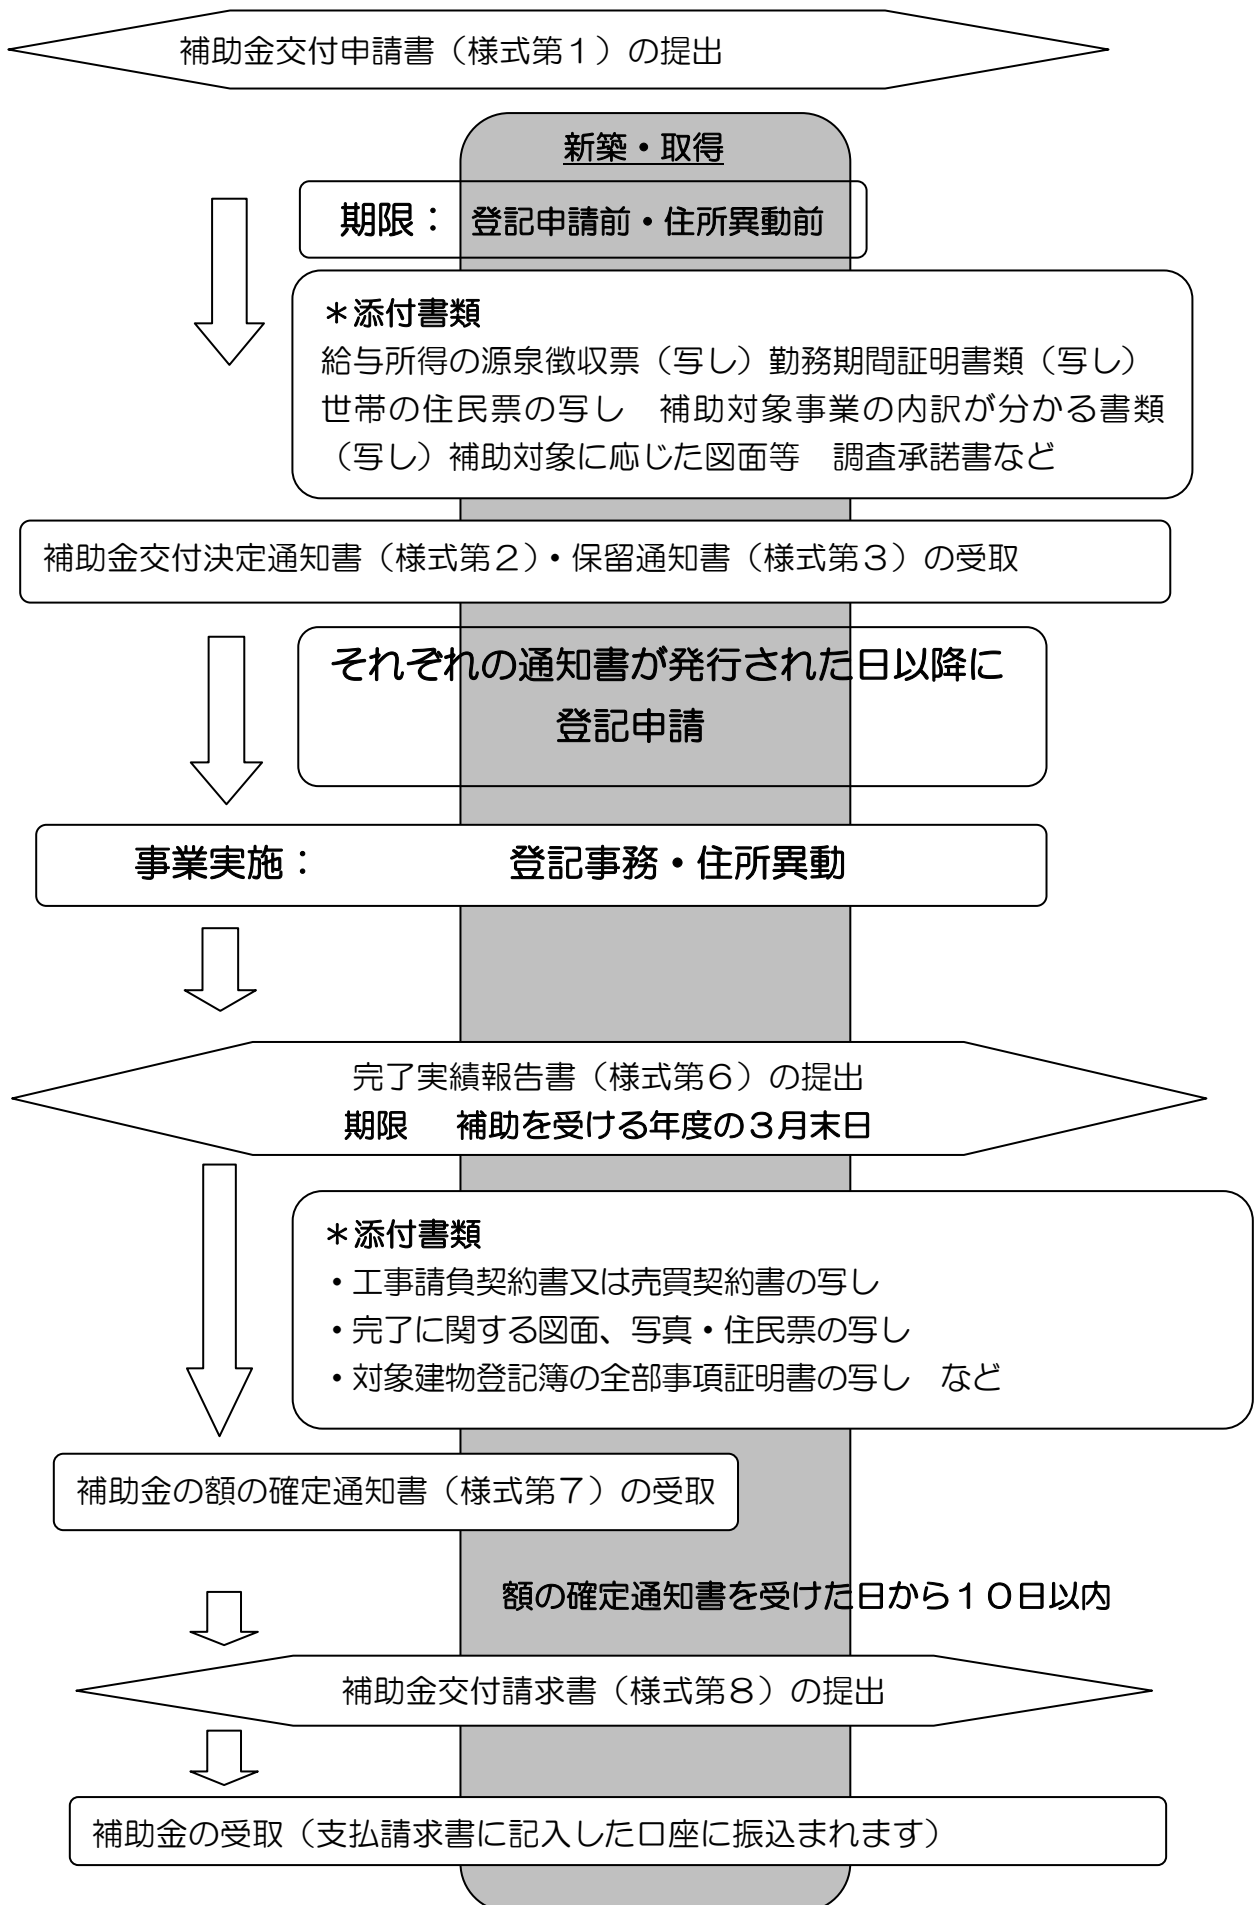 補助金交付申請書（様式第１）の提出
新築・取得
期限： 登記申請前・住所異動前
＊添付書類
給与所得の源泉徴収票（写し）勤務期間証明書類（写し）
世帯の住民票の写し　補助対象事業の内訳が分かる書類
（写し）補助対象に応じた図面等　調査承諾書など
補助金交付決定通知書（様式第２）・保留通知書（様式第３）の受取
それぞれの通知書が発行された日以降に
登記申請
事業実施：　　　　　登記事務・住所異動
完了実績報告書（様式第６）の提出
期限　補助を受ける年度の３月末日
＊添付書類
・工事請負契約書又は売買契約書の写し
・完了に関する図面、写真・住民票の写し
・対象建物登記簿の全部事項証明書の写し　など
補助金の額の確定通知書（様式第７）の受取
額の確定通知書を受けた日から１０日以内
補助金交付請求書（様式第８）の提出
補助金の受取（支払請求書に記入した口座に振込まれます）